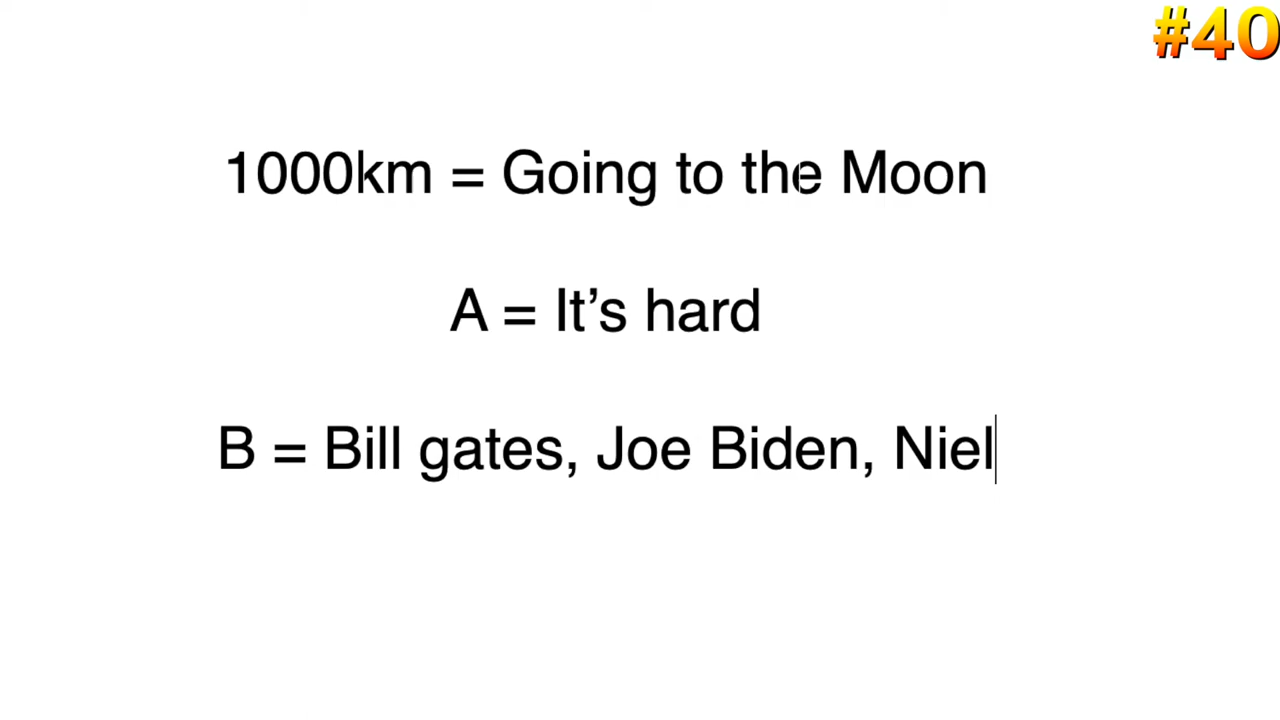 #40
1000km = Going to the Moon
A = It’s hard
B = Bill gates, Joe Biden, Niel